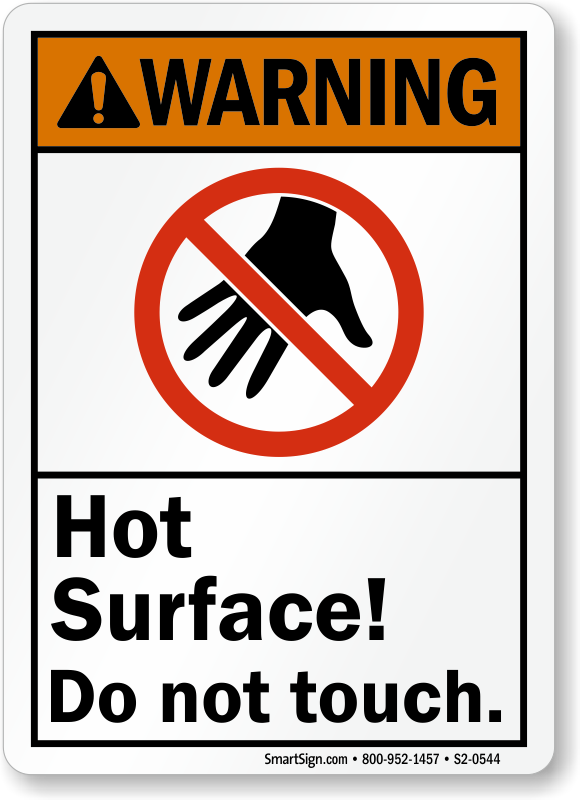 WARNING
Hot
Surface!
Do not touch.
SmartSign.com • 800-952-1457 • S2-0544